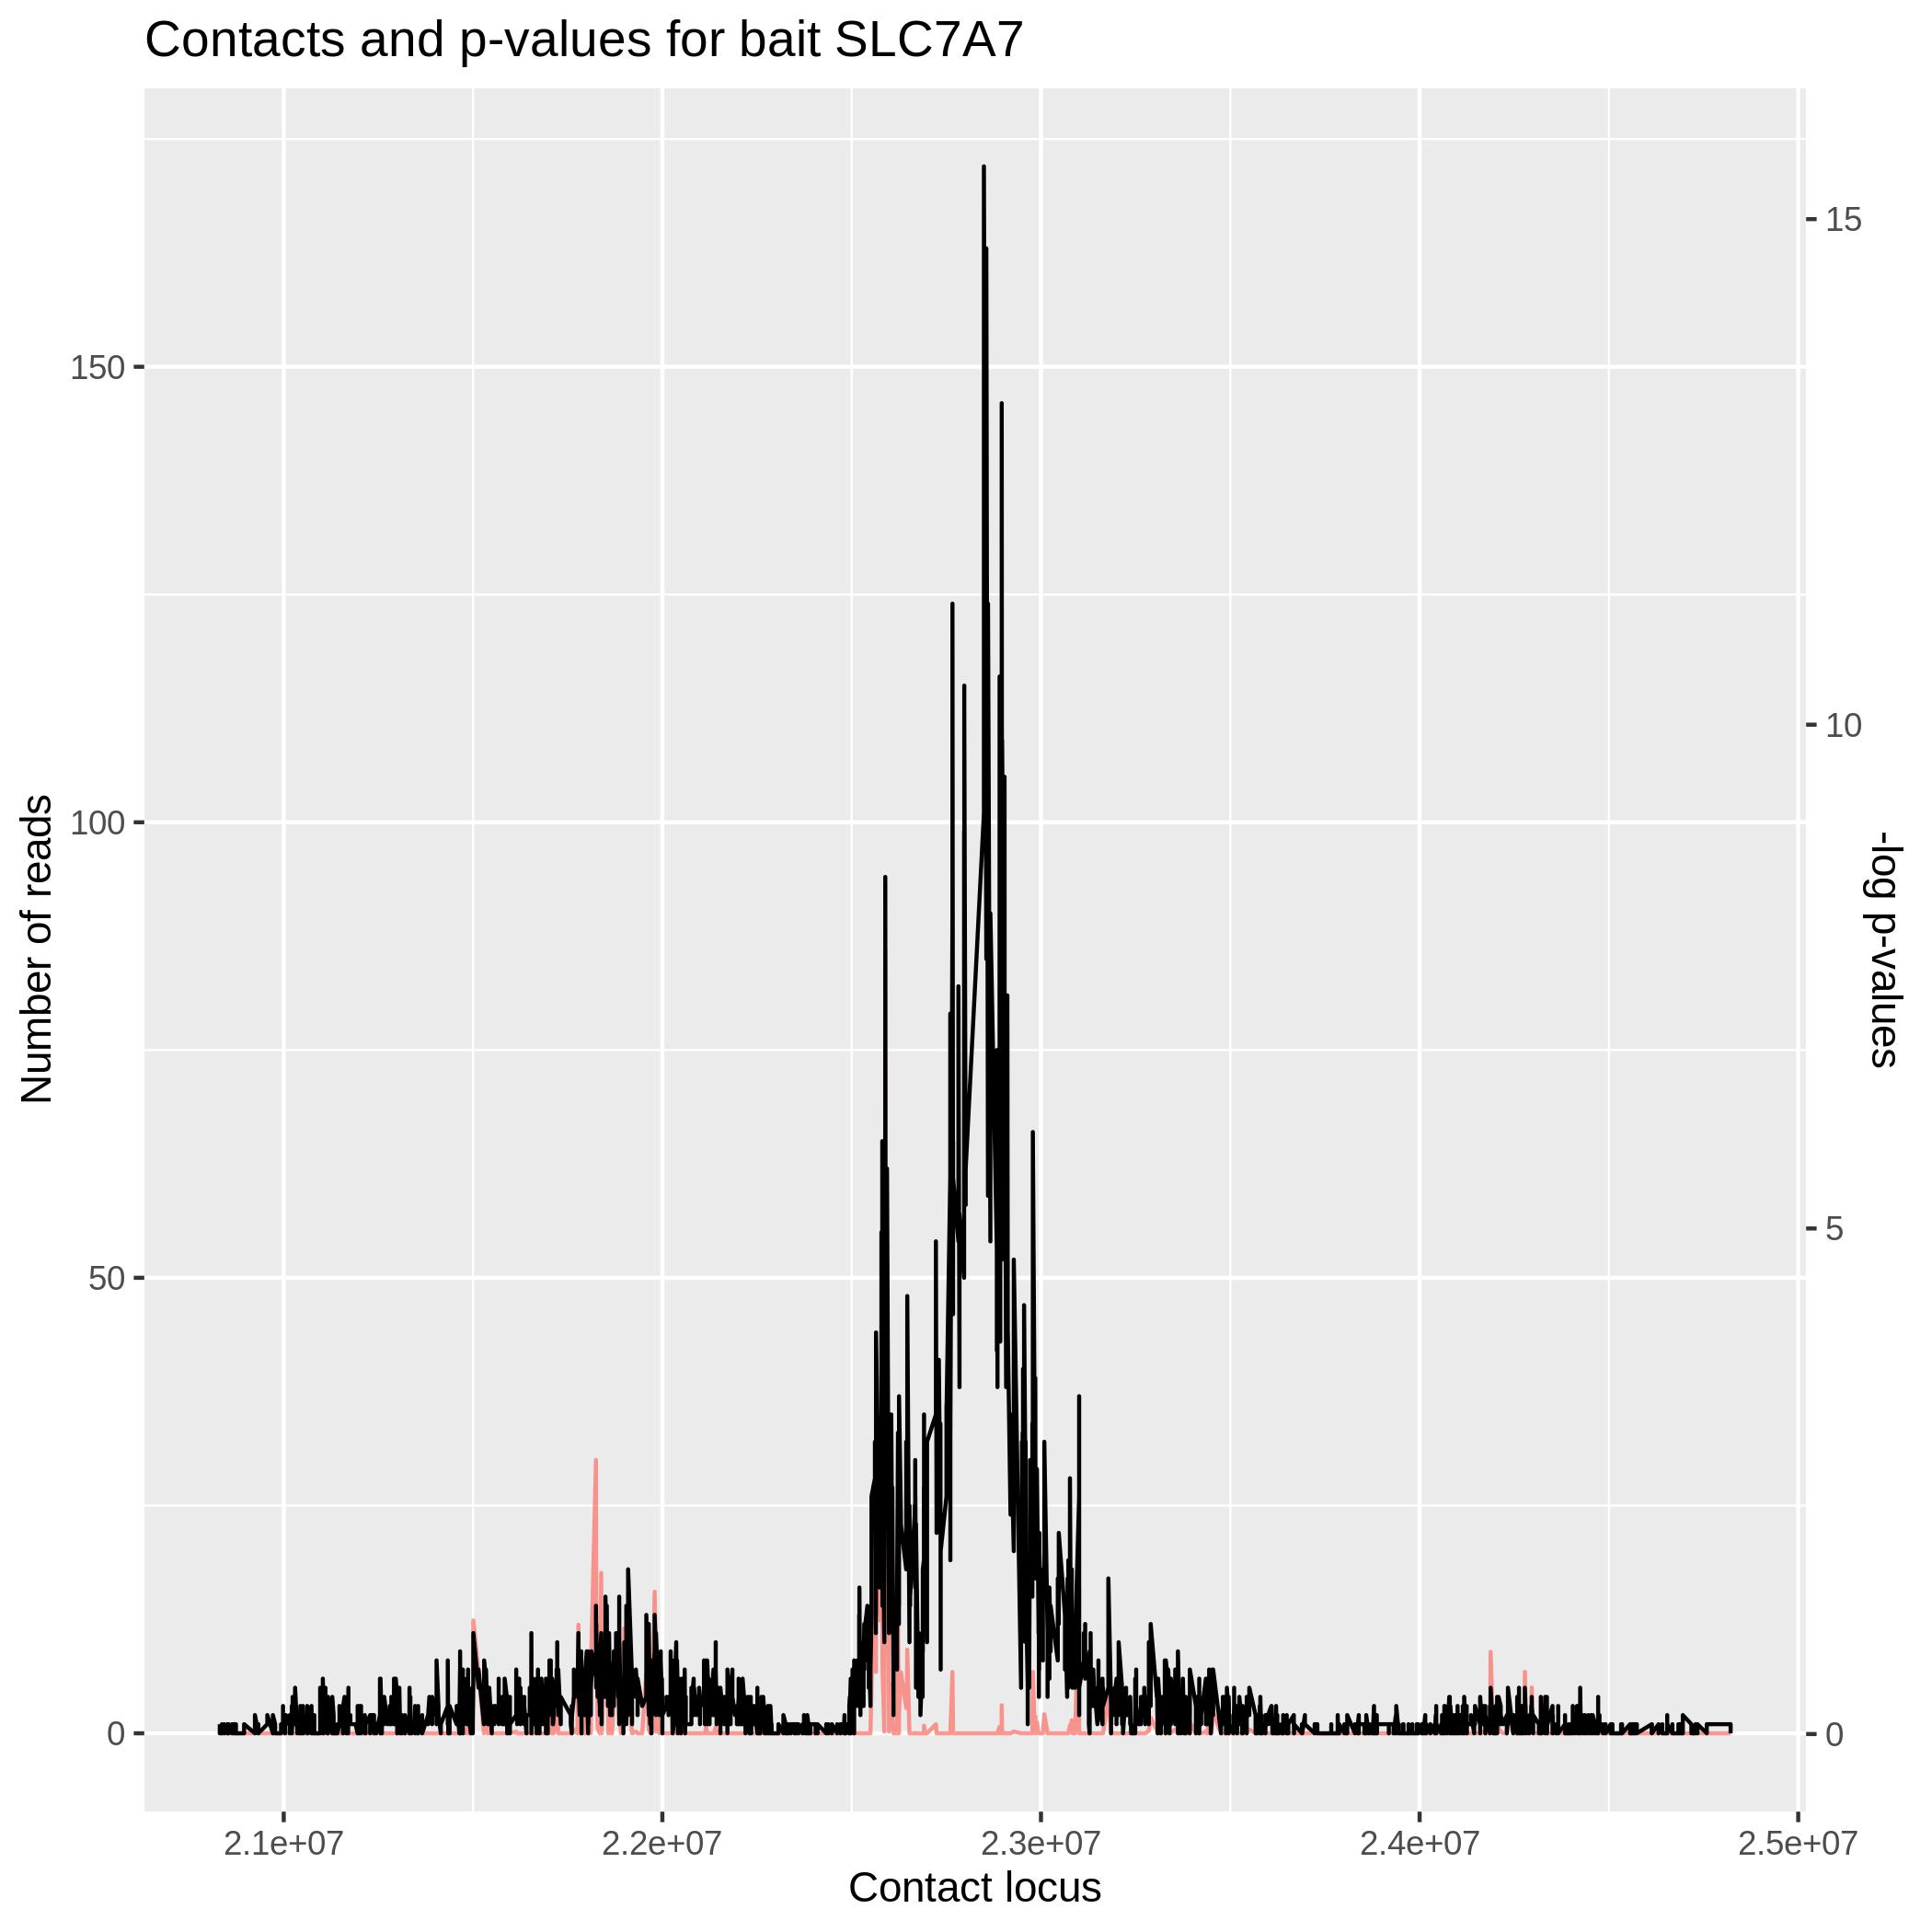 Contacts and p-values for bait SLC7A7
Number of reads
150
100
50
0
15
10
5
0
-log p-values
2.1e+07
2.2e+07
2.3e+07
2.4e+07
2.5e+07
Contact locus